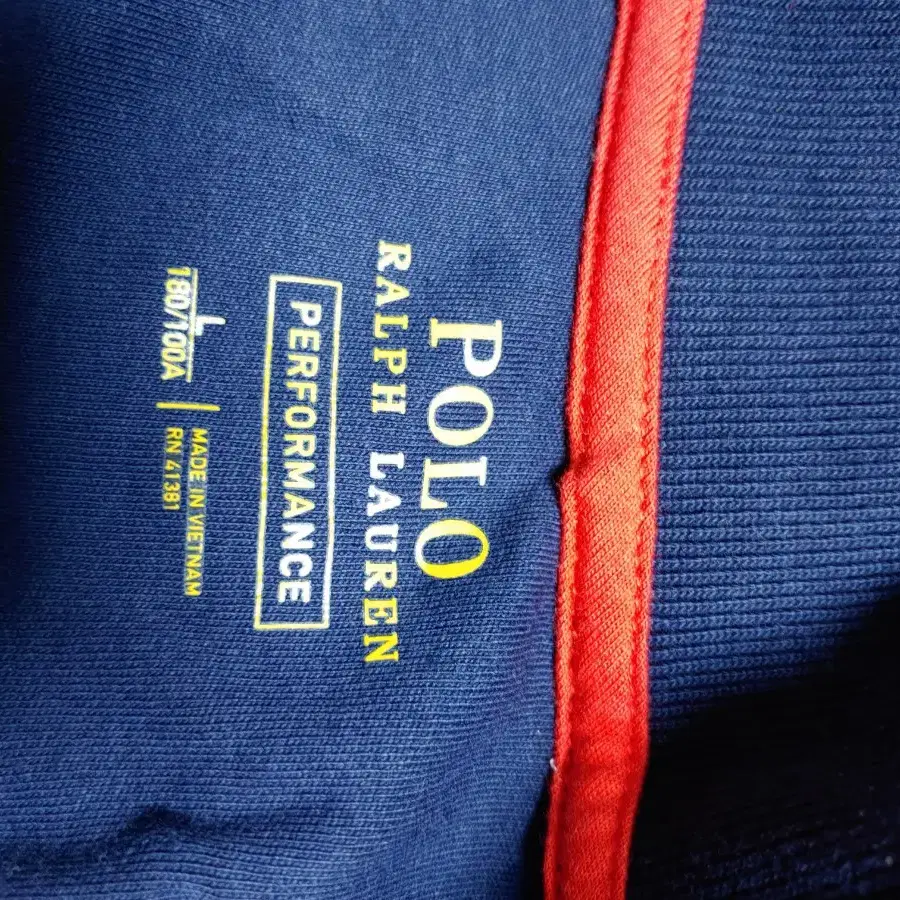 POLO
RALPH LAUREN
PERFORMANCE
L
180/100A
MADE IN VIETNAM
RN 41381